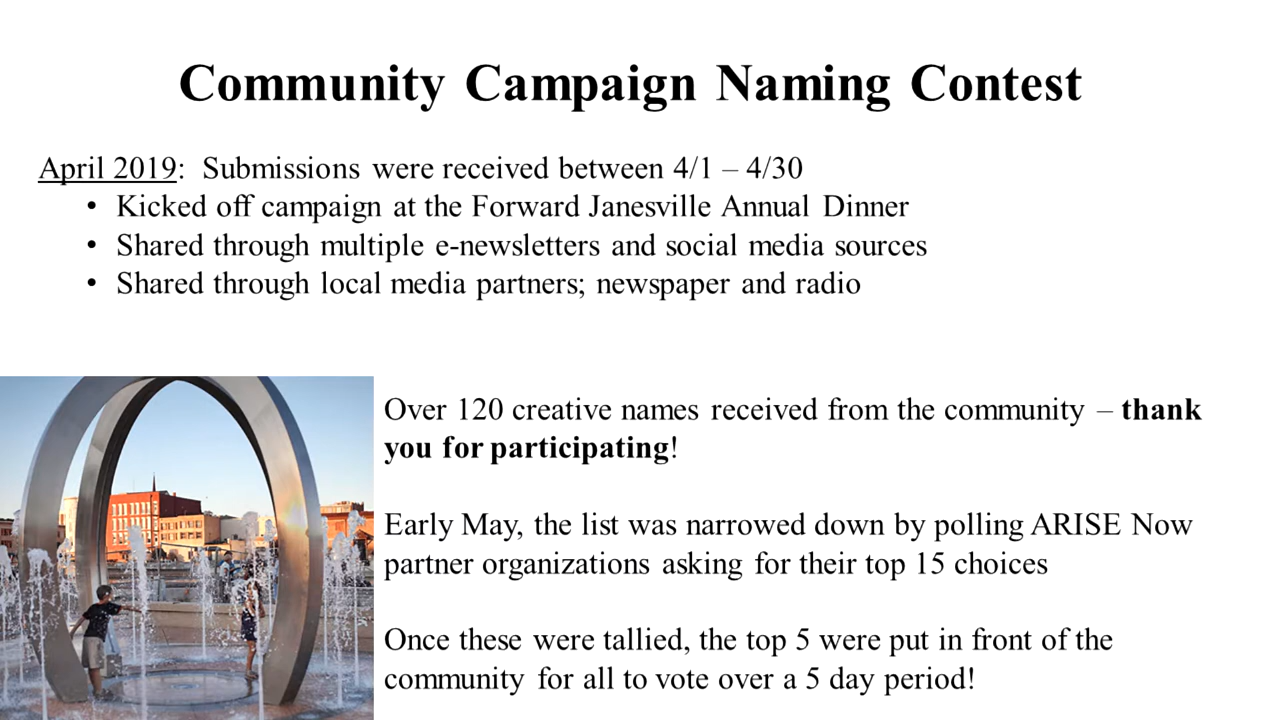 Community Campaign Naming Contest
April 2019: Submissions were received between 4/1 – 4/30
• Kicked off campaign at the Forward Janesville Annual Dinner
• Shared through multiple e-newsletters and social media sources
• Shared through local media partners; newspaper and radio
Over 120 creative names received from the community – thank
you for participating!
Early May, the list was narrowed down by polling ARISE Now
partner organizations asking for their top 15 choices
Once these were tallied, the top 5 were put in front of the
community for all to vote over a 5 day period!